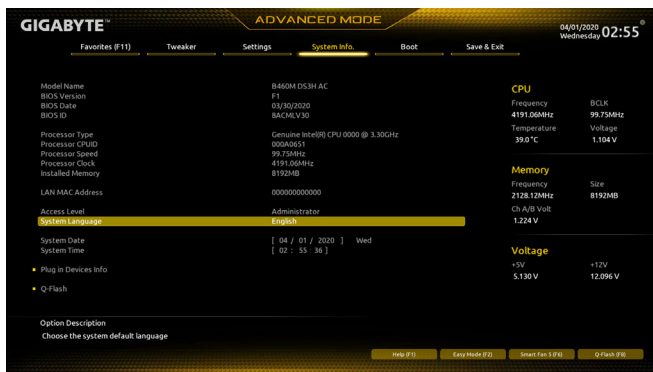 GIGABYTE™
ADVANCED MODE
04/01/2020
Wednesday 02:55
Favorites (F11) Tweaker Settings System Info. Boot Save & Exit
Model Name B460M DS3H AC
BIOS Version F1
BIOS Date 03/30/2020
BIOS ID 8ACMLV30
Processor Type Genuine Intel(R) CPU 0000 @ 3.30GHz
Processor CPUID 000A0651
Processor Speed 99.75MHz
Processor Clock 4191.06MHz
Installed Memory 8192MB
LAN MAC Address 000000000000
Access Level Administrator
System Language English
System Date [ 04 / 01 / 2020 ] Wed
System Time [ 02 : 55 : 36 ]
Plug in Devices Info
Q-Flash
Option Description
Choose the system default language
CPU
Frequency BCLK
4191.06MHz 99.75MHz
Temperature Voltage
39.0 °C 1.104 V
Memory
Frequency Size
2128.12MHz 8192MB
Ch A/B Volt
1.224 V
Voltage
+5V +12V
5.130 V 12.096 V
Help (F1) Easy Mode (F2) Smart Fan 5 (F6) Q-Flash (F8)